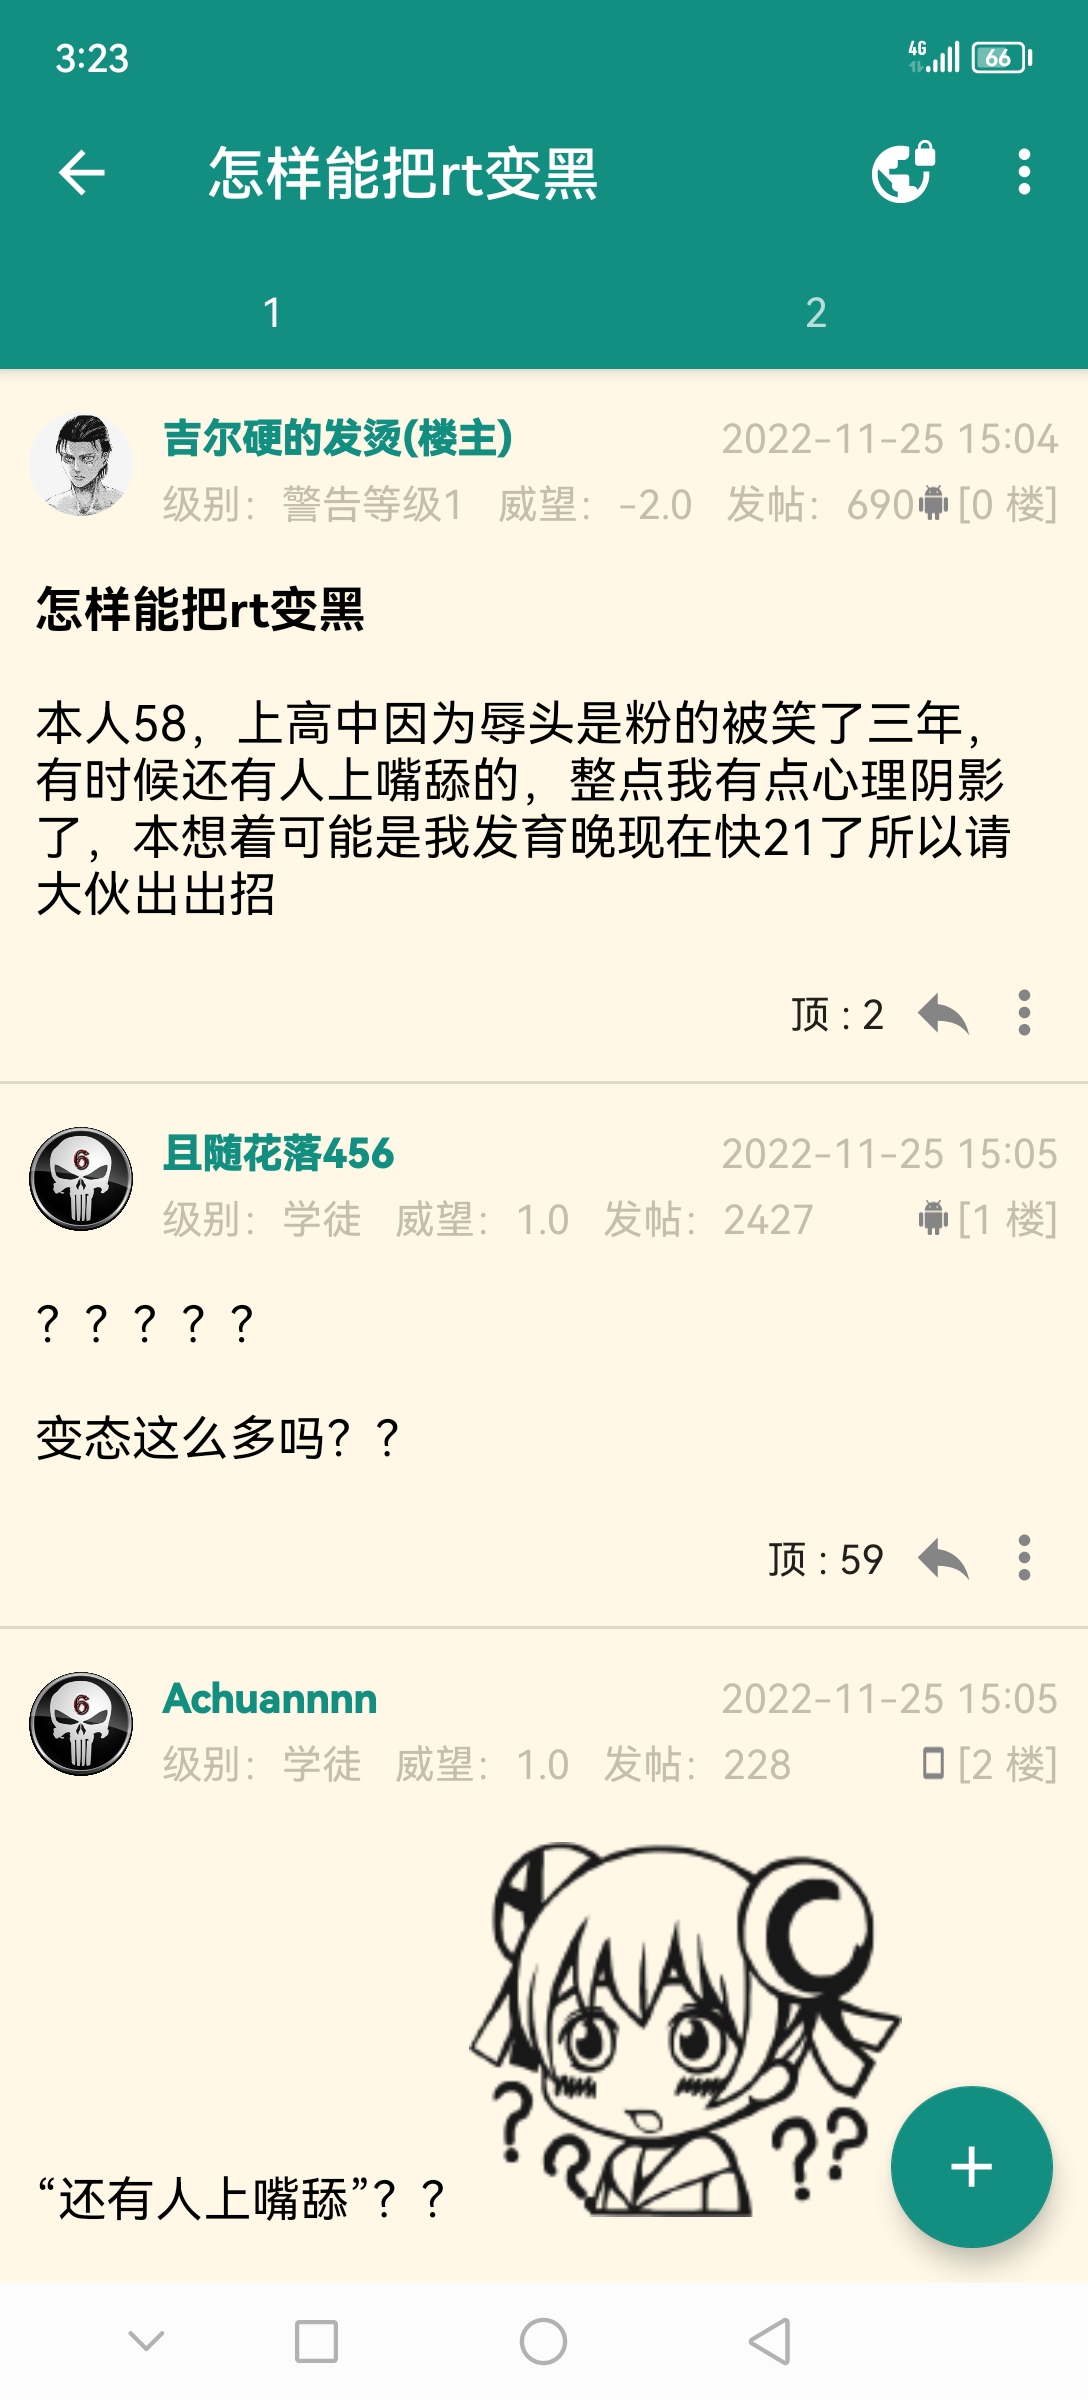 3:23
4G
66
怎样能把rt变黑
1
2
吉尔硬的发烫(楼主)
2022-11-25 15:04
级别：警告等级1 威望：-2.0 发帖：690 [0 楼]
怎样能把rt变黑
本人58，上高中因为辱头是粉的被笑了三年，
有时候还有人上嘴舔的，整点我有点心理阴影
了，本想着可能是我发育晚现在快21了所以请
大伙出出招
顶 : 2
6
且随花落456
2022-11-25 15:05
级别：学徒 威望：1.0 发帖：2427 [1 楼]
？？？？？
变态这么多吗？？
顶 : 59
6
Achuannnn
2022-11-25 15:05
级别：学徒 威望：1.0 发帖：228 [2 楼]
? ? ??
“还有人上嘴舔”？？